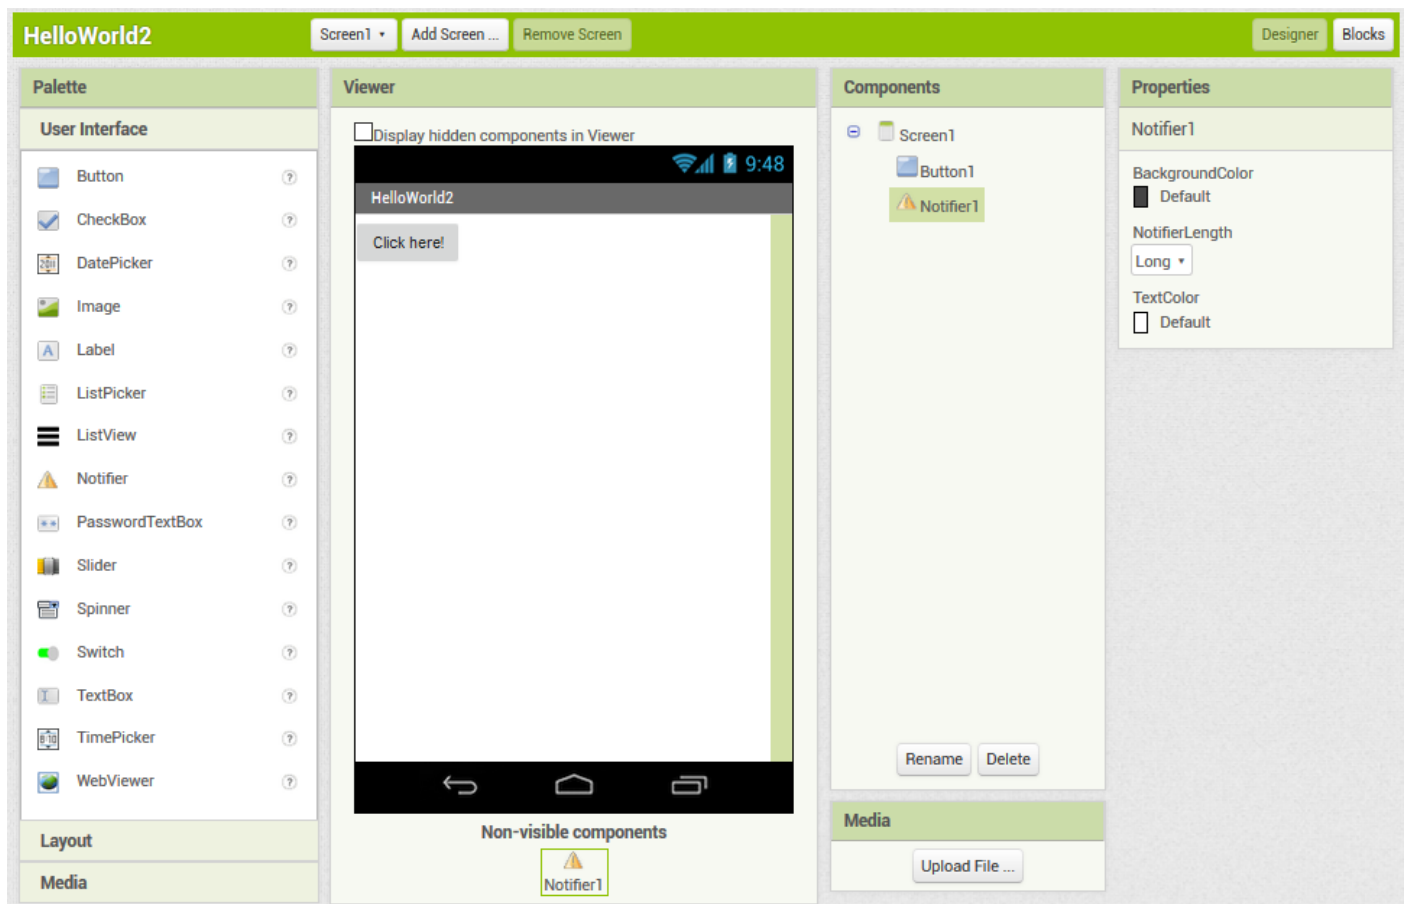 HelloWorld2
Screen1
Add Screen ...
Remove Screen
Designer
Blocks
Palette
User Interface
Button
CheckBox
DatePicker
Image
Label
ListPicker
ListView
Notifier
PasswordTextBox
Slider
Spinner
Switch
TextBox
TimePicker
WebViewer
Layout
Media
Viewer
Display hidden components in Viewer
9:48
HelloWorld2
Click here!
Non-visible components
Notifier1
Components
Screen1
Button1
Notifier1
Rename
Delete
Media
Upload File ...
Properties
Notifier1
BackgroundColor
Default
NotifierLength
Long
TextColor
Default